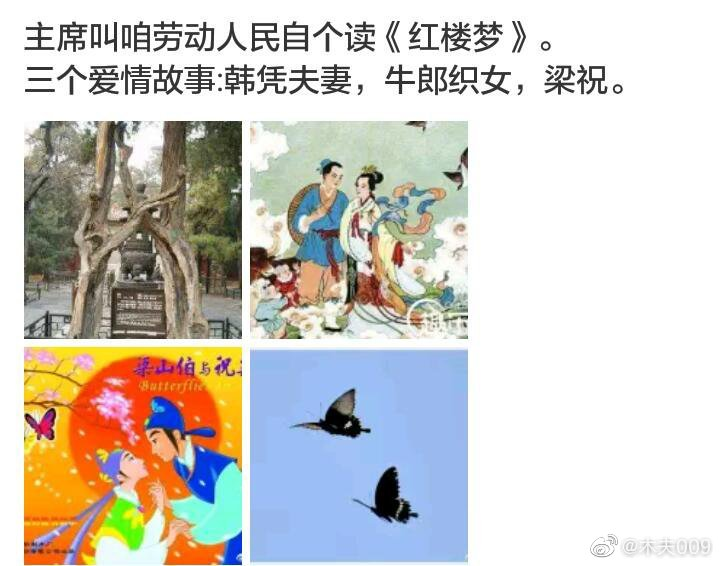 主席叫咱劳动人民自个读《红楼梦》。
三个爱情故事:韩凭夫妻，牛郎织女，梁祝。
梁山伯与祝
Butterflies
@木夫009